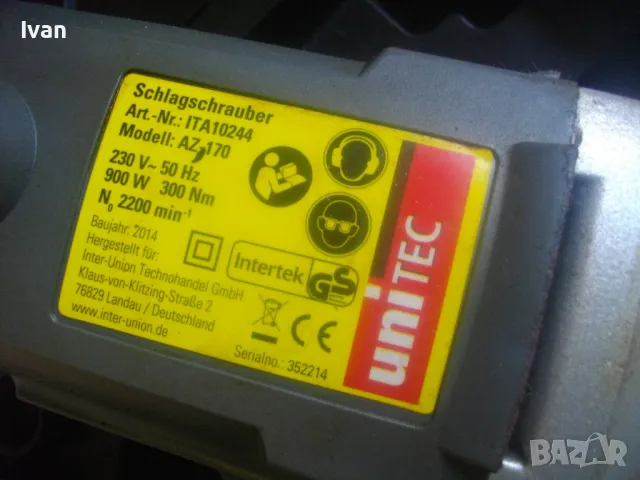 Ivan
Schlagschrauber
Art.-Nr.: ITA10244
Modell: AZ 170
230 V~ 50 Hz
900 W 300 Nm
N0 2200 min-1
Baujahr: 2014
Hergestellt für:
Inter-Union Technohandel GmbH
Klaus-von-Klitzing-Straße 2
76829 Landau / Deutschland
www.inter-union.de
Intertek
GS
CE
Serialno.: 352214
uniTEC
BAZAR